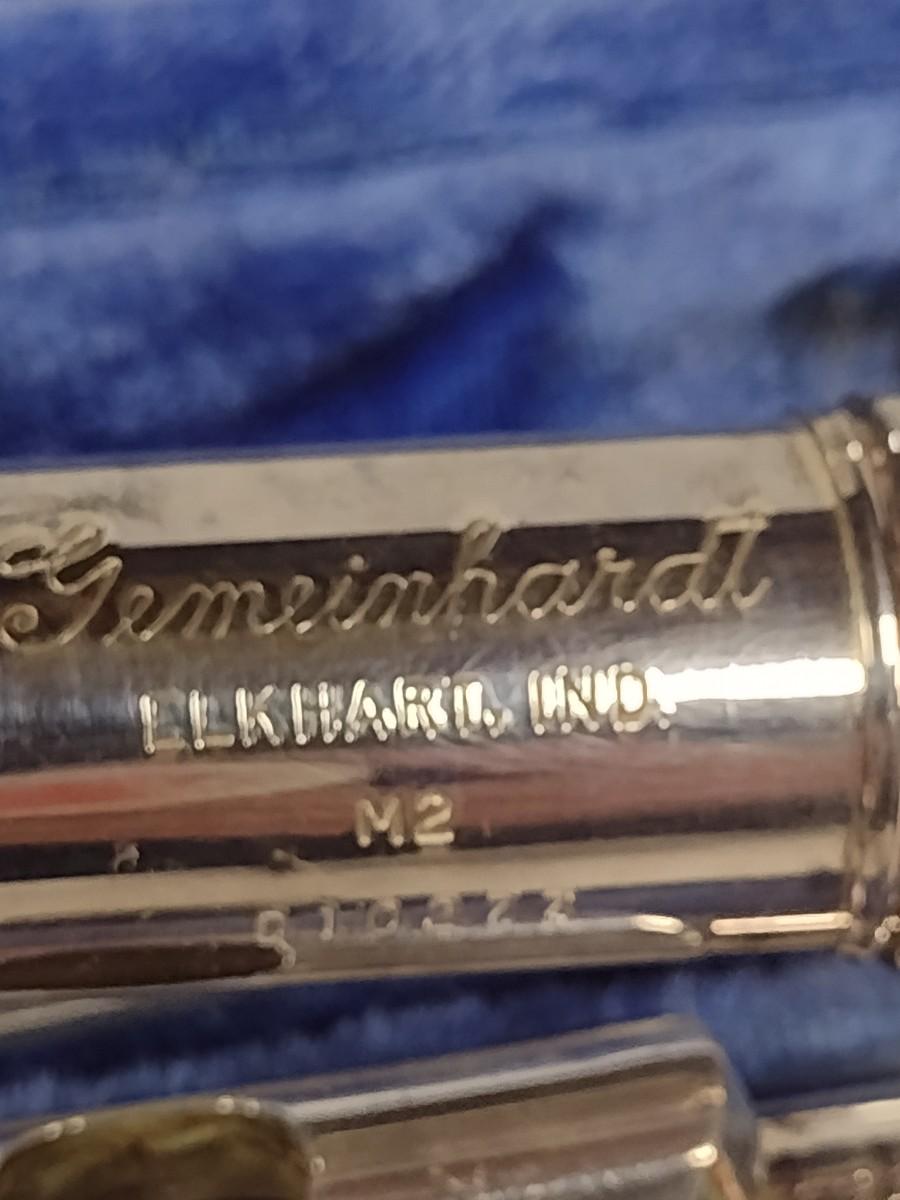 Gemeinhardt
ELKHART, IND.
M2